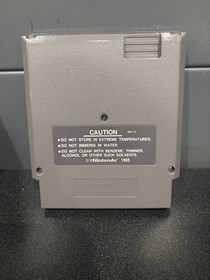 CAUTION
•DO NOT STORE IN EXTREME TEMPERATURES.
•DO NOT IMMERSE IN WATER.
•DO NOT CLEAN WITH BENZENE, THINNER,
ALCOHOL OR OTHER SUCH SOLVENTS.
Nintendo® 1985